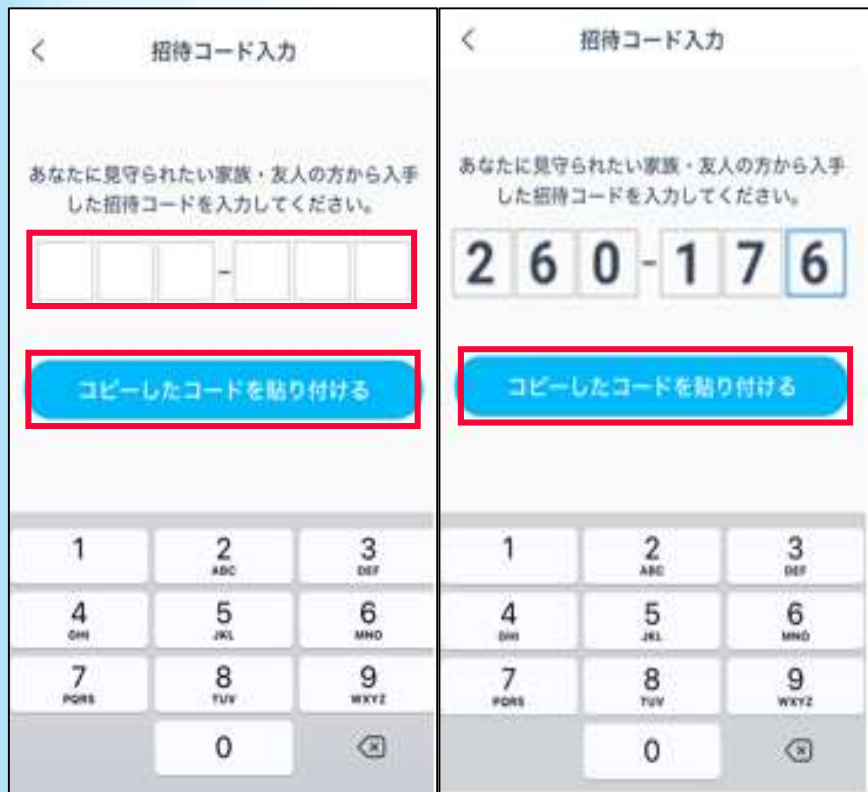 招待コード入力
あなたに見守られたい家族・友人の方から入手
した招待コードを入力してください。
-
コピーしたコードを貼り付ける
1
2
ABC
3
DEF
4
GHI
5
JKL
6
MNO
7
PQRS
8
TUV
9
WXYZ
0
招待コード入力
あなたに見守られたい家族・友人の方から入手
した招待コードを入力してください。
260-176
コピーしたコードを貼り付ける
1
2
ABC
3
DEF
4
GHI
5
JKL
6
MNO
7
PQRS
8
TUV
9
WXYZ
0